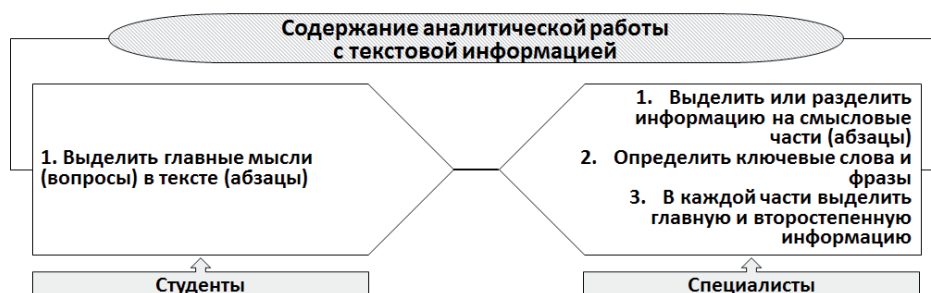 Содержание аналитической работы
с текстовой информацией
1. Выделить главные мысли
(вопросы) в тексте (абзацы)
1. Выделить или разделить
информацию на смысловые
части (абзацы)
2. Определить ключевые слова и
фразы
3. В каждой части выделить
главную и второстепенную
информацию
Студенты
Специалисты